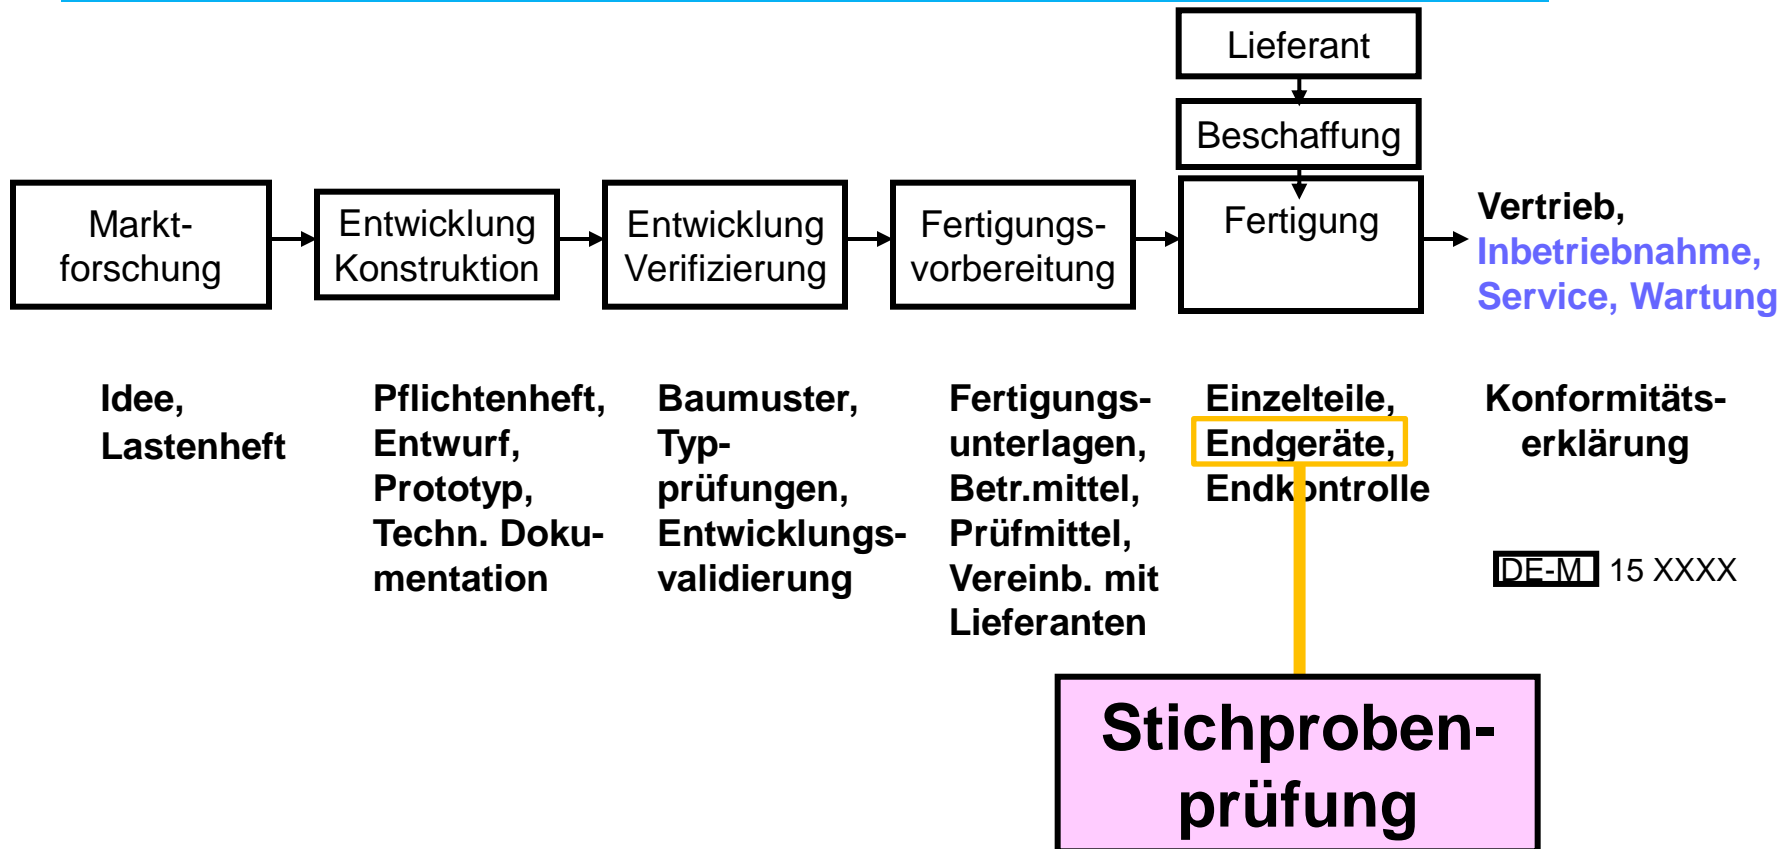 Lieferant
Beschaffung
Markt-
forschung
Entwicklung
Konstruktion
Entwicklung
Verifizierung
Fertigungs-
vorbereitung
Fertigung
Vertrieb,
Inbetriebnahme,
Service, Wartung
Idee,
Lastenheft
Pflichtenheft,
Entwurf,
Prototyp,
Techn. Doku-
mentation
Baumuster,
Typ-
prüfungen,
Entwicklungs-
validierung
Fertigungs-
unterlagen,
Betr.mittel,
Prüfmittel,
Vereinb. mit
Lieferanten
Einzelteile,
Endgeräte,
Endkontrolle
Konformitäts-
erklärung
DE-M 15 XXXX
Stichproben-
prüfung